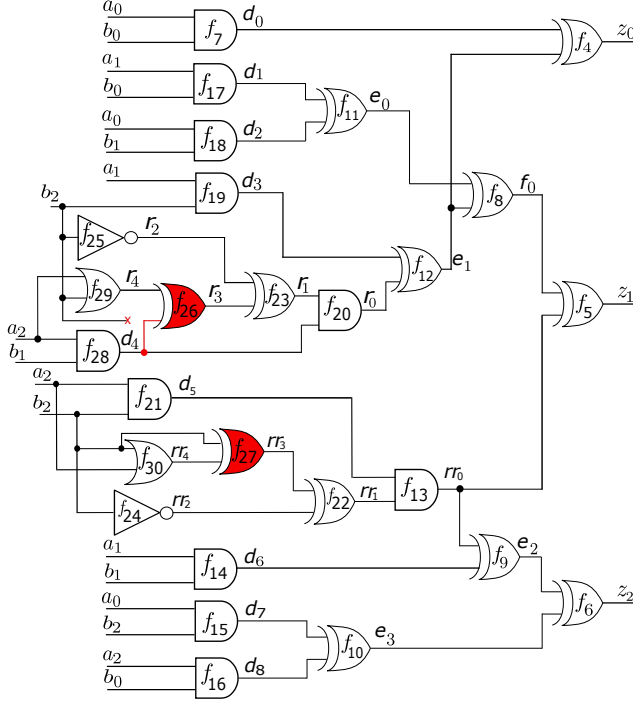 a₀ d₀ z₀
b₀ f₇ f₄
a₁ d₁
b₀ f₁₇ e₀
a₀ d₂ f₁₁
b₁ f₁₈
a₁ d₃ f₀
b₂ f₁₉ f₈
f₂₅ r₂ f₁₂ e₁
f₂₉ r₄ f₂₆ r₃ f₂₃ r₁ f₂₀ r₀ f₅ z₁
x
a₂ d₄
b₁ f₂₈
a₂ d₅
b₂ f₂₁
f₃₀ rr₄ f₂₇ rr₃
f₂₄ rr₂ f₂₂ rr₁ f₁₃ rr₀
a₁ d₆ f₉ e₂
b₁ f₁₄
a₀ d₇ f₆ z₂
b₂ f₁₅ e₃
a₂ d₈ f₁₀
b₀ f₁₆